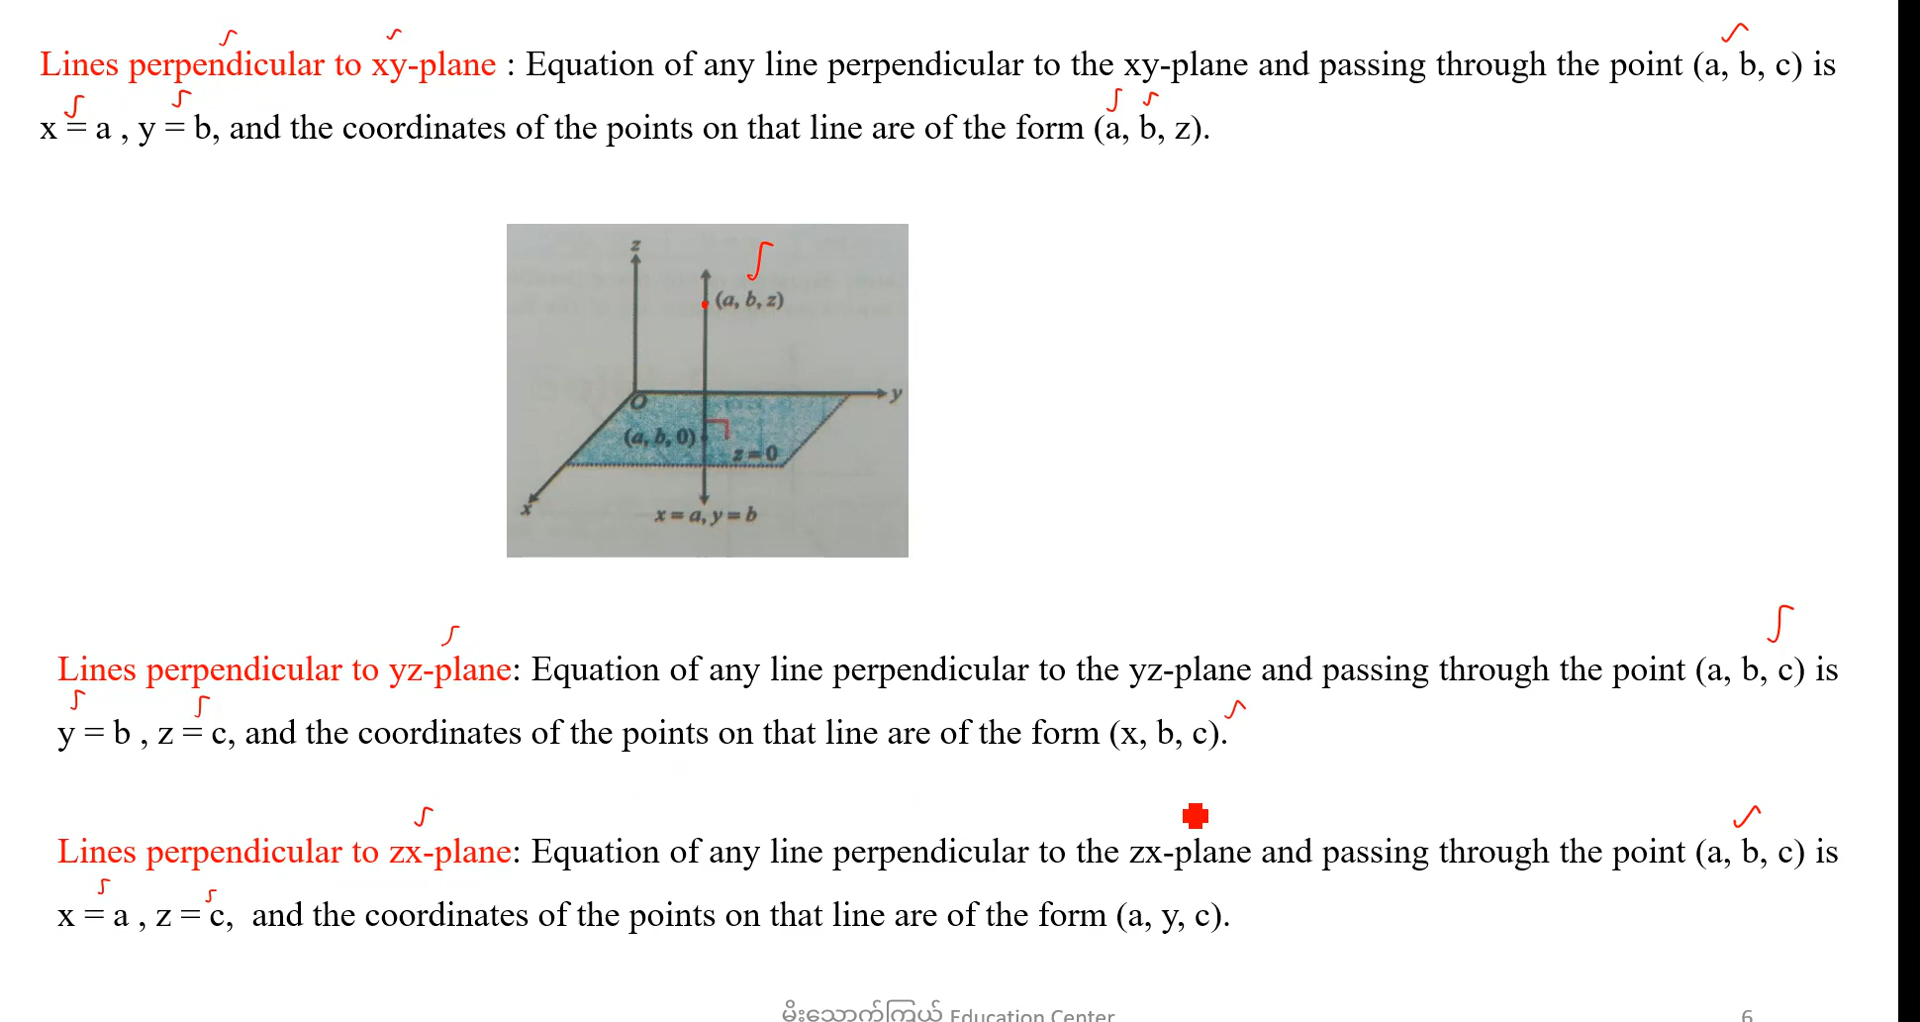 Lines perpendicular to xy-plane : Equation of any line perpendicular to the xy-plane and passing through the point (a, b, c) is
x = a , y = b, and the coordinates of the points on that line are of the form (a, b, z).
z
(a, b, z)
y
O
(a, b, 0)
z = 0
x
x = a, y = b
Lines perpendicular to yz-plane: Equation of any line perpendicular to the yz-plane and passing through the point (a, b, c) is
y = b , z = c, and the coordinates of the points on that line are of the form (x, b, c).
Lines perpendicular to zx-plane: Equation of any line perpendicular to the zx-plane and passing through the point (a, b, c) is
x = a , z = c, and the coordinates of the points on that line are of the form (a, y, c).
မိုးသောက်ကြယ် Education Center
6